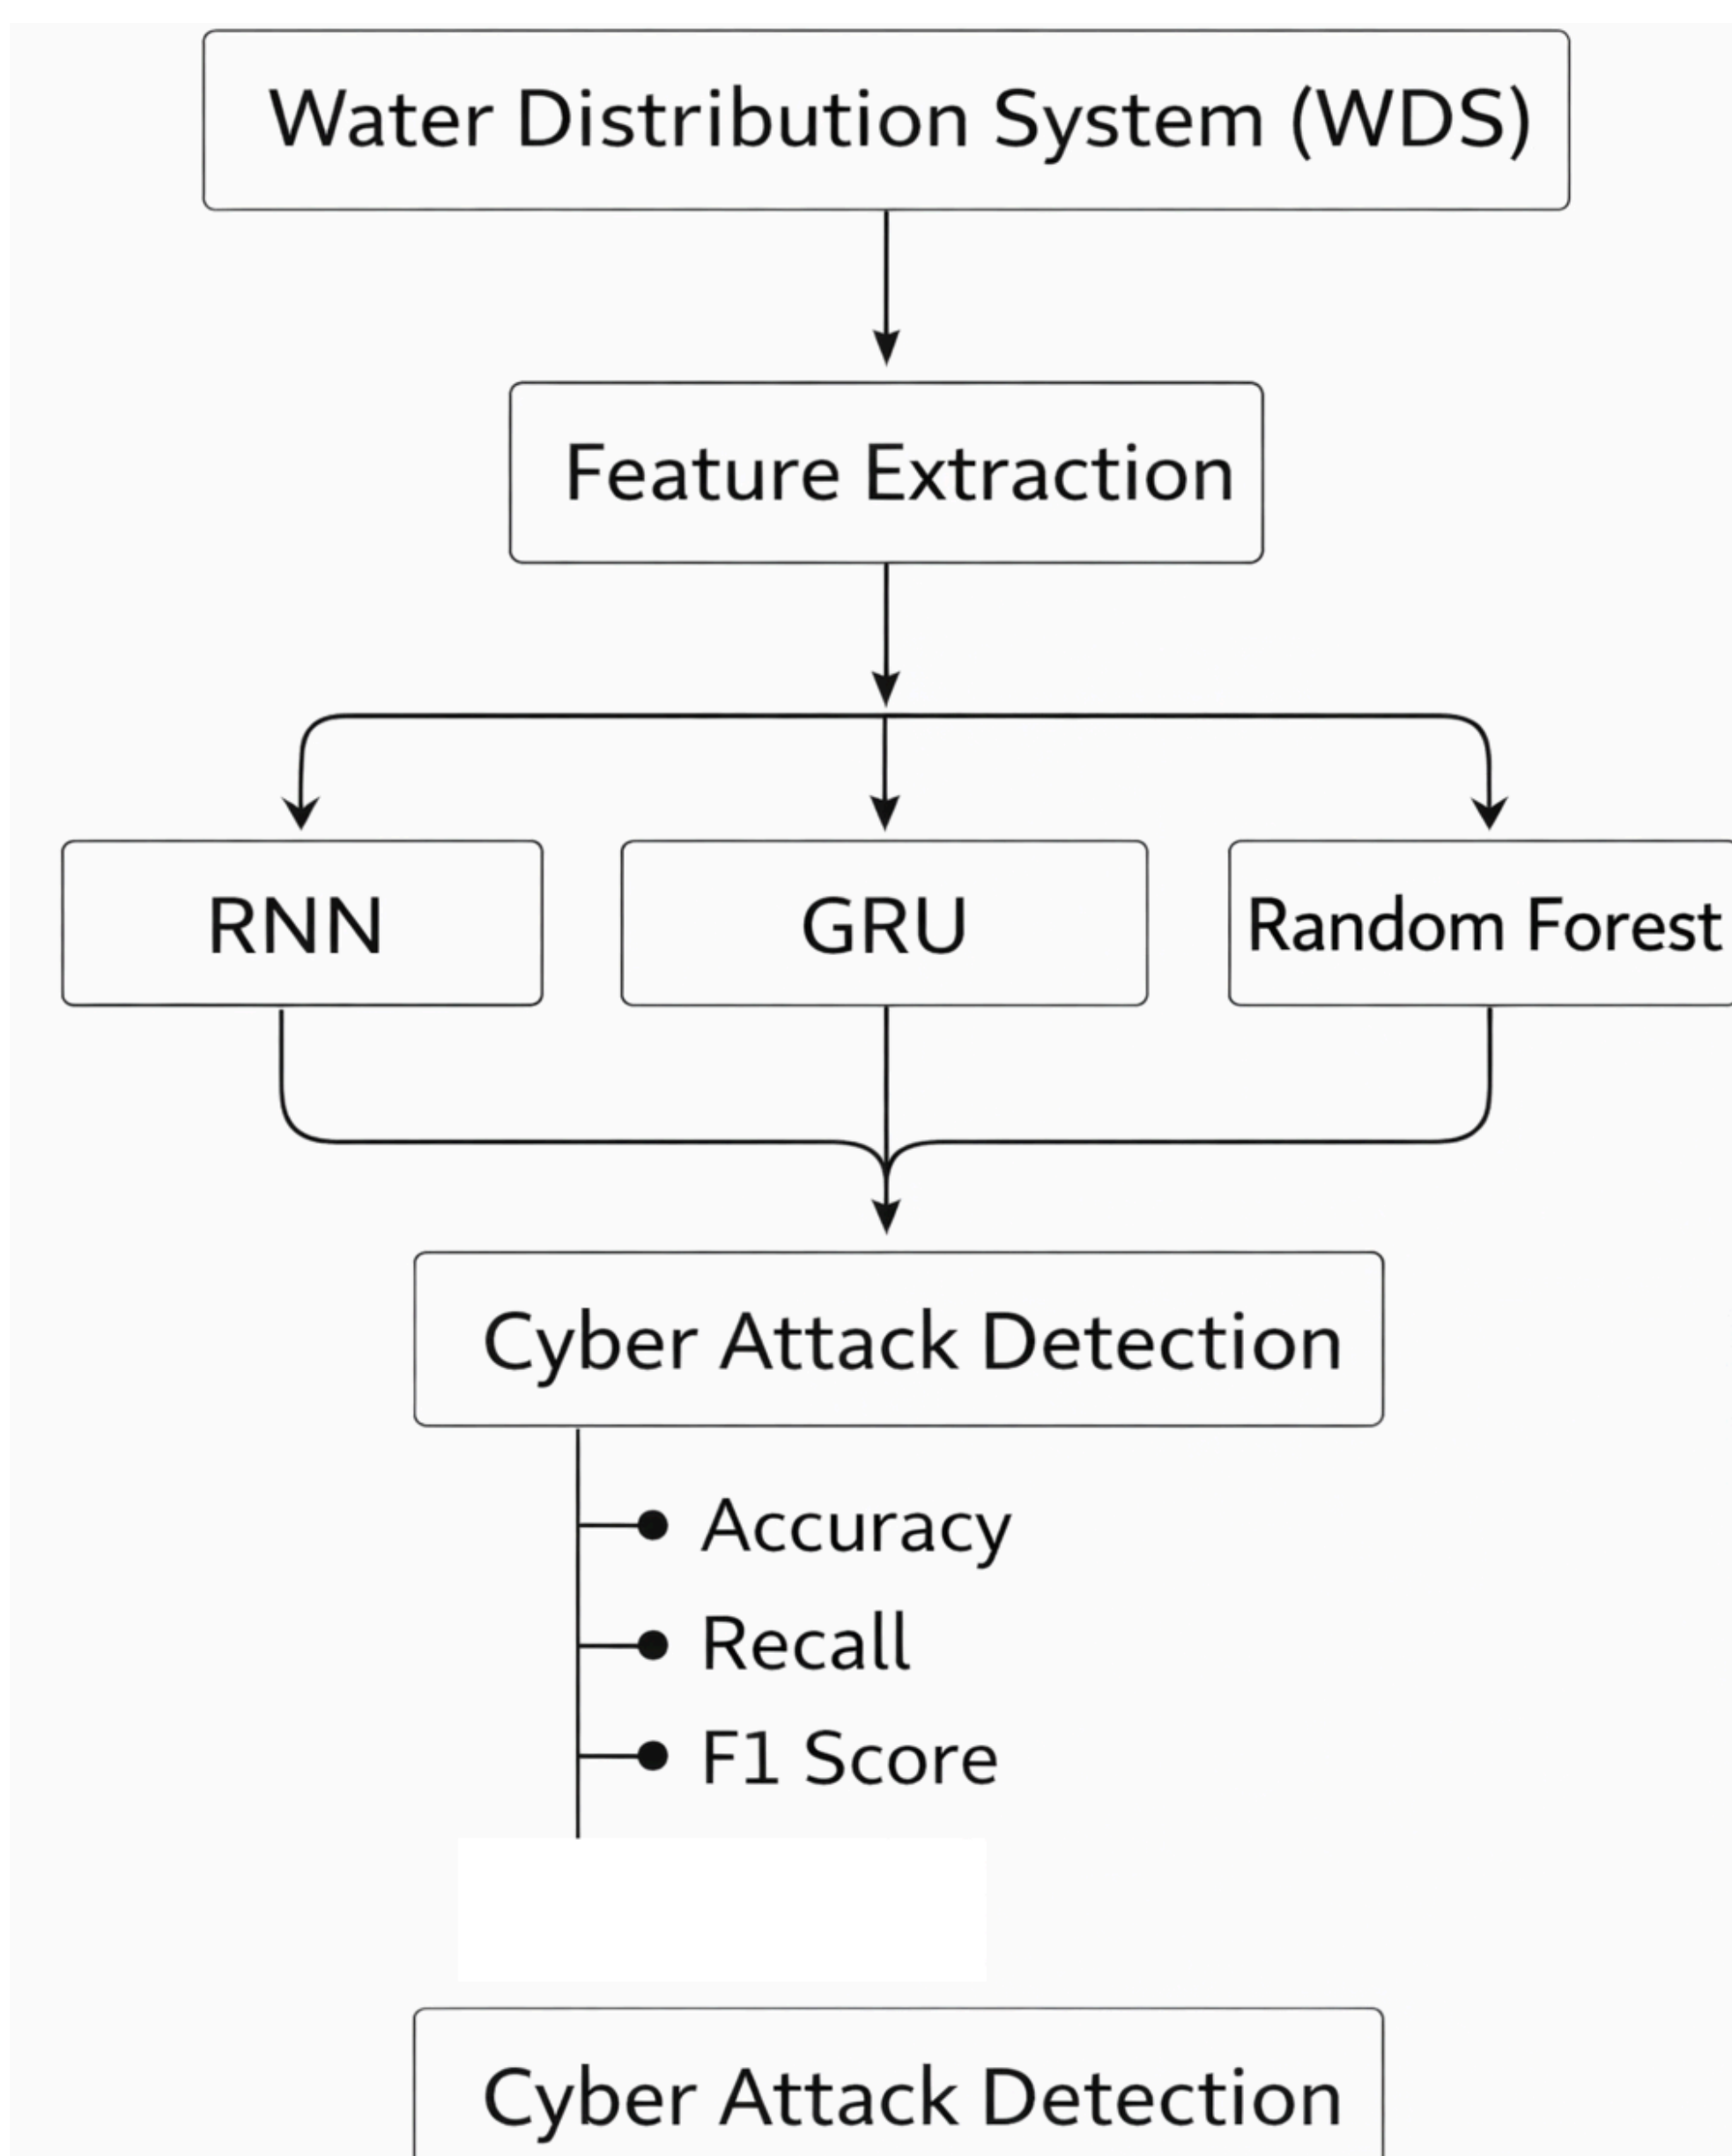 Water Distribution System (WDS)
Feature Extraction
RNN
GRU
Random Forest
Cyber Attack Detection
Accuracy
Recall
F1 Score
Cyber Attack Detection